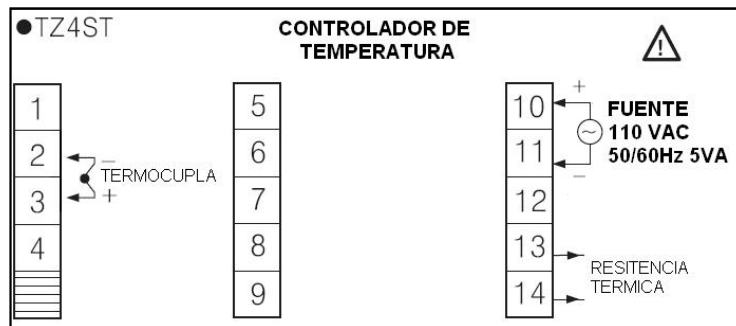 ●TZ4ST
CONTROLADOR DE
TEMPERATURA
1
2
3
4
−
TERMOCUPLA
+
5
6
7
8
9
10
11
12
13
14
+
FUENTE
110 VAC
50/60Hz 5VA
−
RESITENCIA
TERMICA